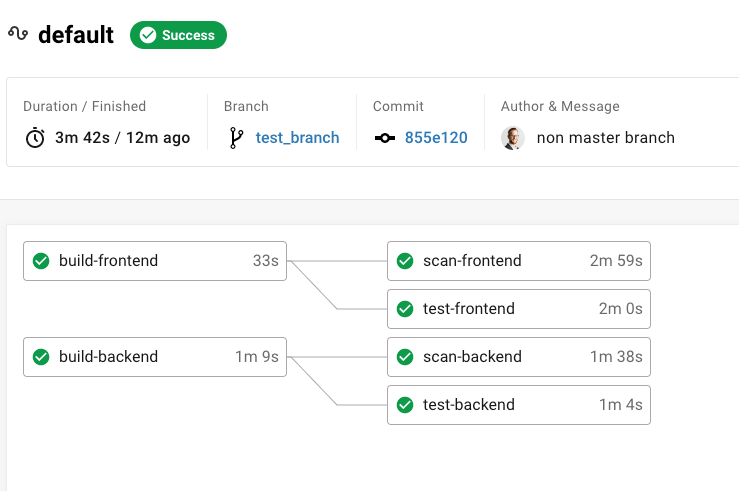 default Success
Duration / Finished Branch Commit Author & Message
3m 42s / 12m ago test_branch 855e120 non master branch
build-frontend 33s scan-frontend 2m 59s
test-frontend 2m 0s
build-backend 1m 9s scan-backend 1m 38s
test-backend 1m 4s